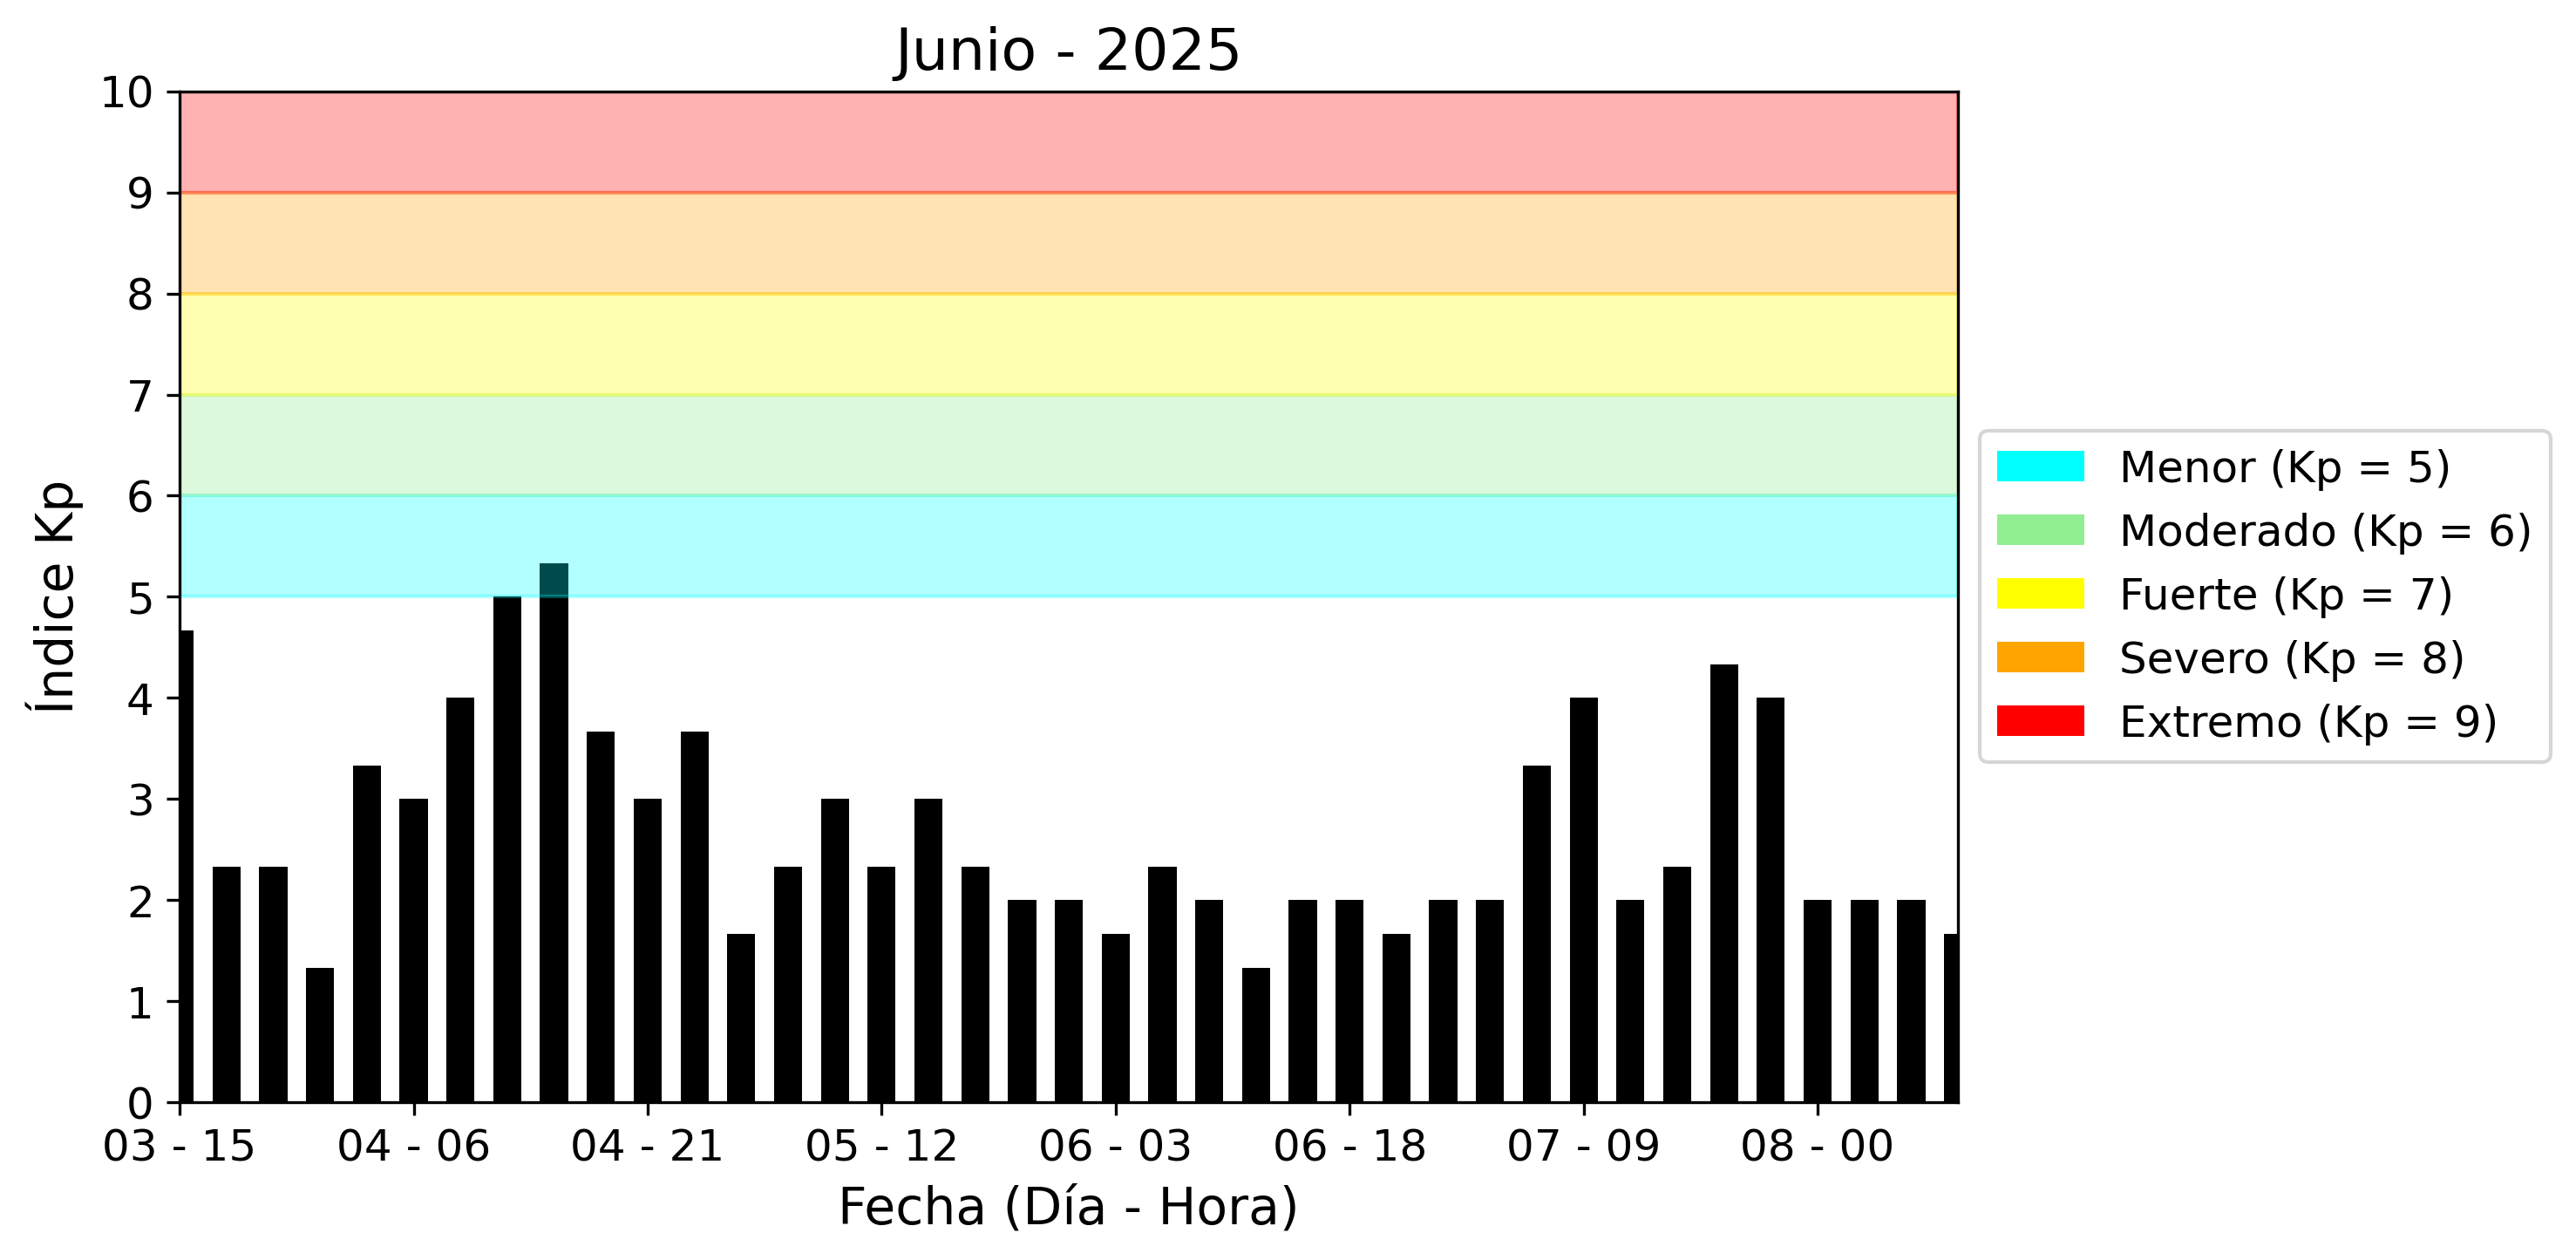 Junio - 2025
Índice Kp
10
9
8
7
6
5
4
3
2
1
0
03 - 15 04 - 06 04 - 21 05 - 12 06 - 03 06 - 18 07 - 09 08 - 00
Fecha (Día - Hora)
Menor (Kp = 5)
Moderado (Kp = 6)
Fuerte (Kp = 7)
Severo (Kp = 8)
Extremo (Kp = 9)